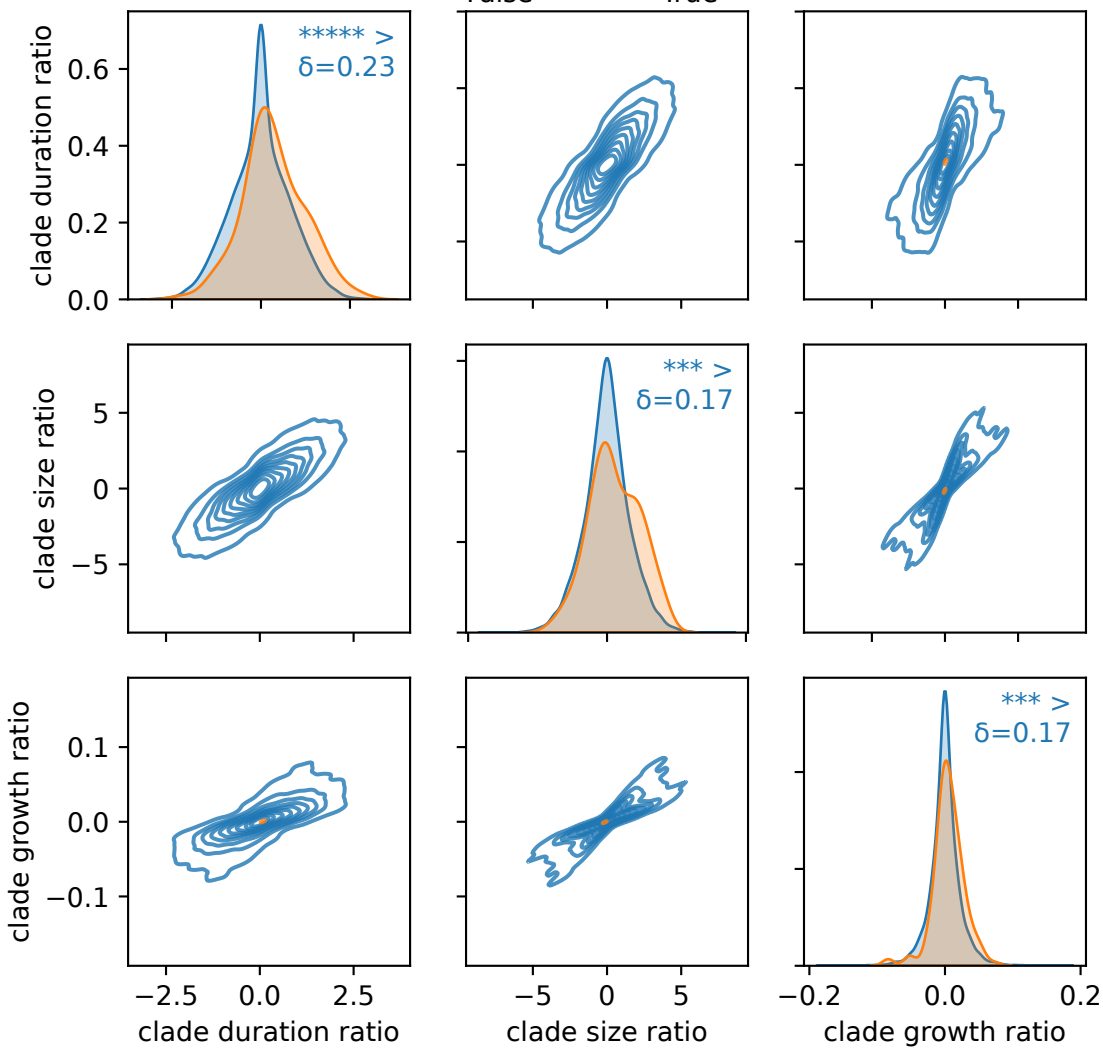 True
clade duration ratio
0.6
0.4
0.2
0.0
***** >
δ=0.23
clade size ratio
5
0
−5
*** >
δ=0.17
clade growth ratio
0.1
0.0
−0.1
*** >
δ=0.17
−2.5 0.0 2.5
−5 0 5
−0.2 0.0 0.2
clade duration ratio
clade size ratio
clade growth ratio